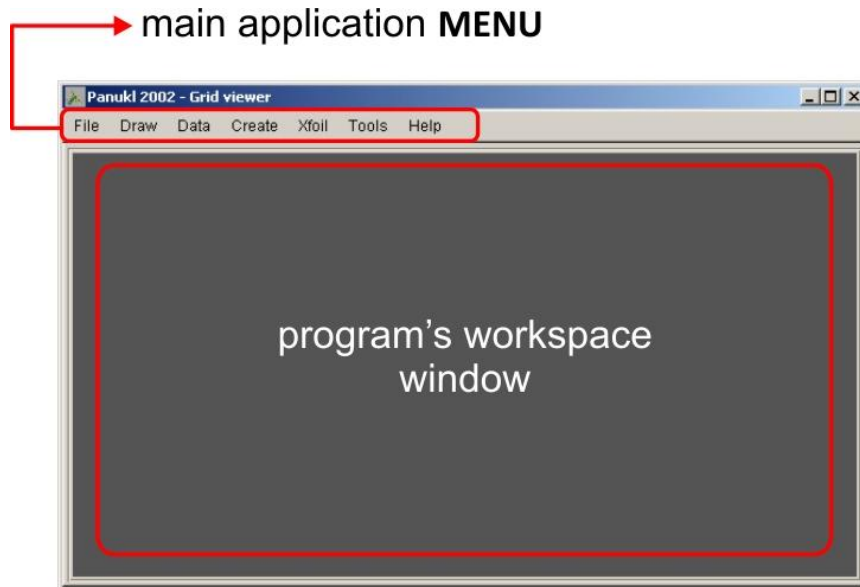 main application MENU
Panukl 2002 - Grid viewer
File Draw Data Create Xfoil Tools Help
program's workspace
window